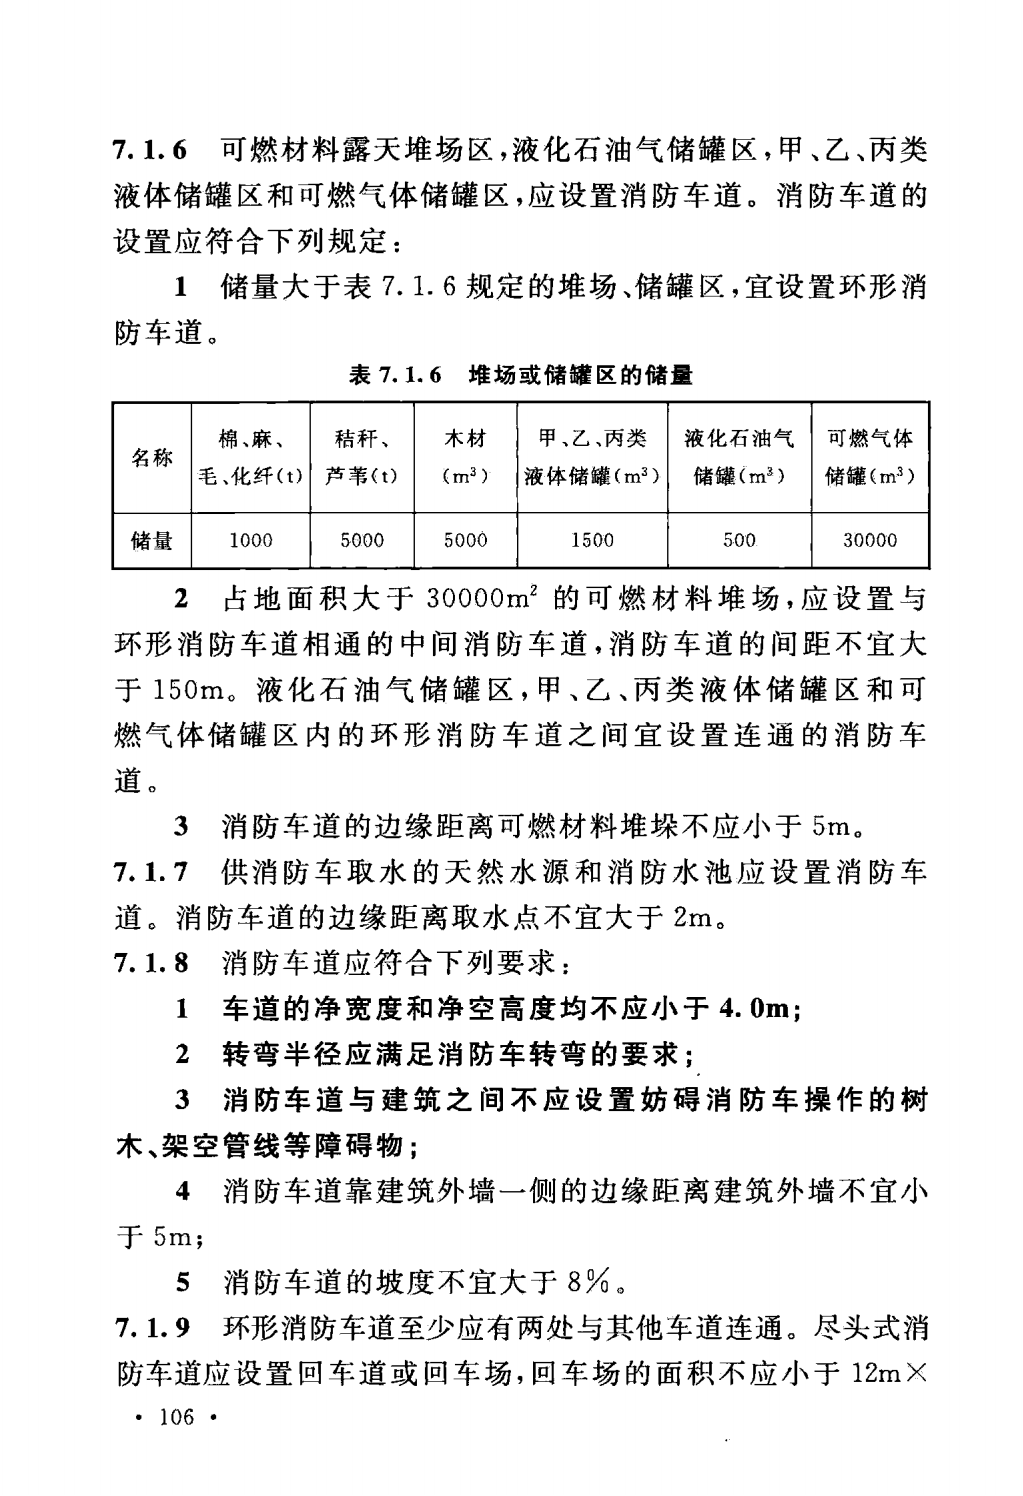 7.1.6　可燃材料露天堆场区，液化石油气储罐区，甲、乙、丙类
液体储罐区和可燃气体储罐区，应设置消防车道。消防车道的
设置应符合下列规定：
1　储量大于表 7.1.6 规定的堆场、储罐区，宜设置环形消
防车道。
表 7.1.6　堆场或储罐区的储量
名称　棉、麻、毛、化纤(t)　秸秆、芦苇(t)　木材(m³)　甲、乙、丙类液体储罐(m³)　液化石油气储罐(m³)　可燃气体储罐(m³)
储量　1000　5000　5000　1500　500　30000
2　占地面积大于 30000m² 的可燃材料堆场，应设置与
环形消防车道相通的中间消防车道，消防车道的间距不宜大
于 150m。液化石油气储罐区，甲、乙、丙类液体储罐区和可
燃气体储罐区内的环形消防车道之间宜设置连通的消防车
道。
3　消防车道的边缘距离可燃材料堆垛不应小于 5m。
7.1.7　供消防车取水的天然水源和消防水池应设置消防车
道。消防车道的边缘距离取水点不宜大于 2m。
7.1.8　消防车道应符合下列要求：
1　车道的净宽度和净空高度均不应小于 4.0m；
2　转弯半径应满足消防车转弯的要求；
3　消防车道与建筑之间不应设置妨碍消防车操作的树
木、架空管线等障碍物；
4　消防车道靠建筑外墙一侧的边缘距离建筑外墙不宜小
于 5m；
5　消防车道的坡度不宜大于 8%。
7.1.9　环形消防车道至少应有两处与其他车道连通。尽头式消
防车道应设置回车道或回车场，回车场的面积不应小于 12m×
· 106 ·